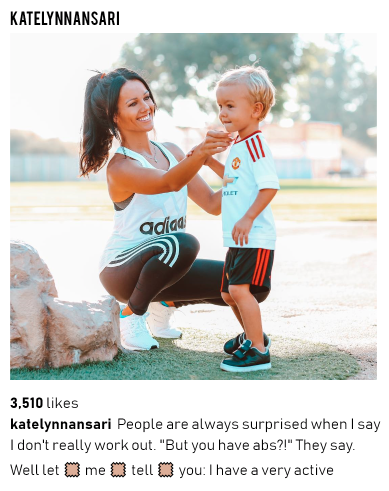 KATELYNNANSARI
adidas
3,510 likes
katelynnansari People are always surprised when I say
I don't really work out. "But you have abs?!" They say.
Well let me tell you: I have a very active